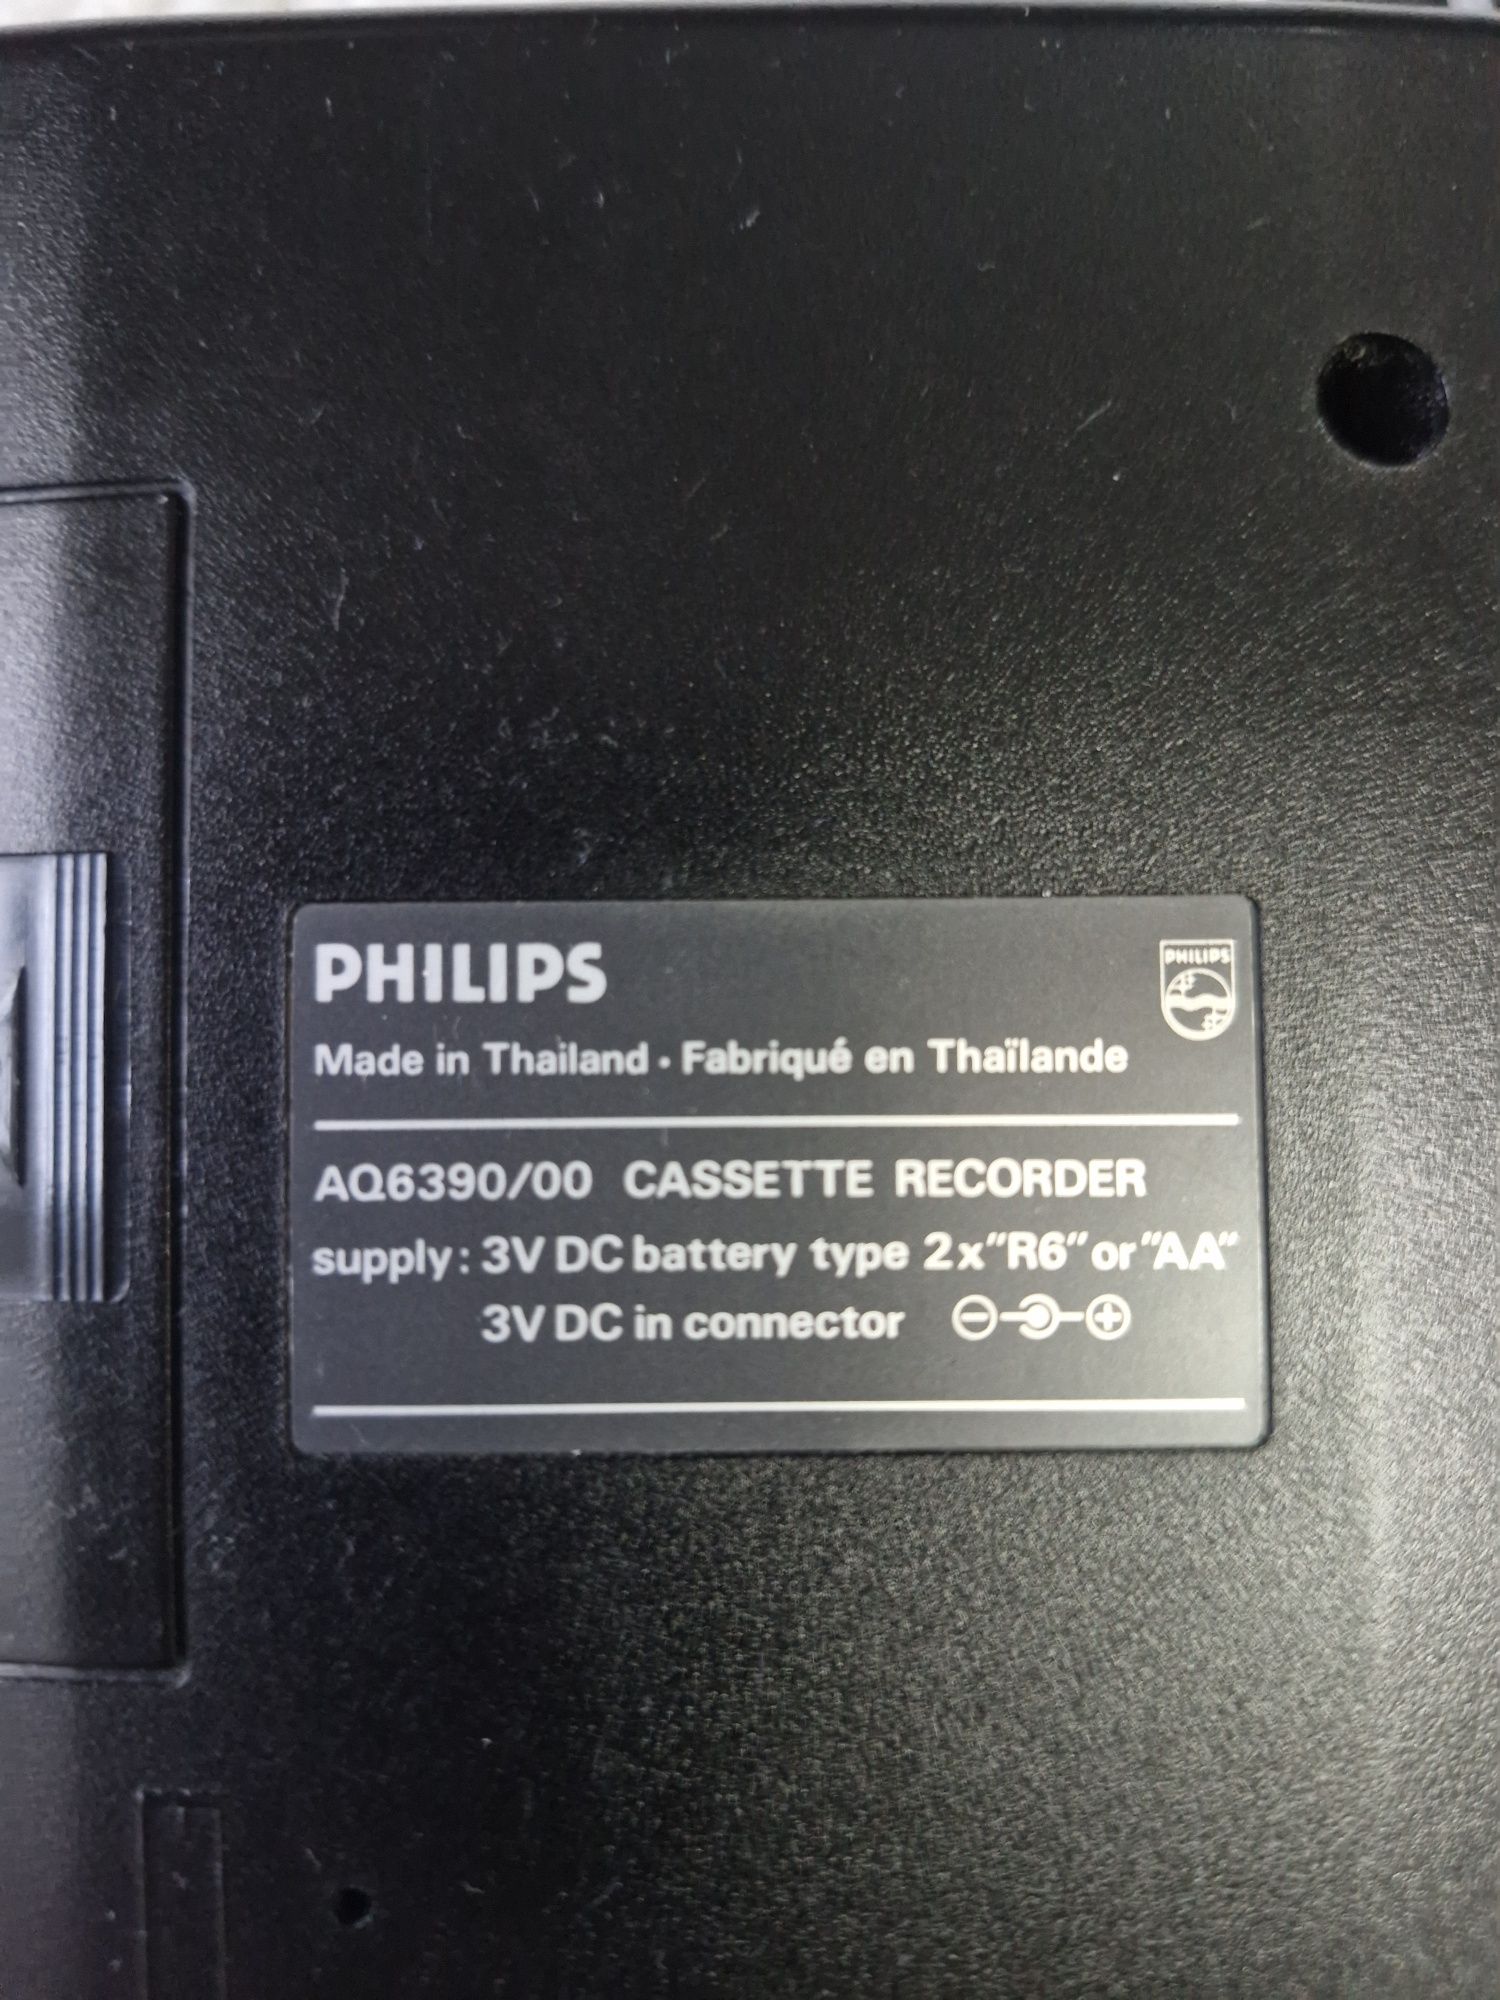 PHILIPS
PHILIPS
Made in Thailand · Fabriqué en Thaïlande
AQ6390/00 CASSETTE RECORDER
supply: 3V DC battery type 2x"R6" or "AA"
3V DC in connector